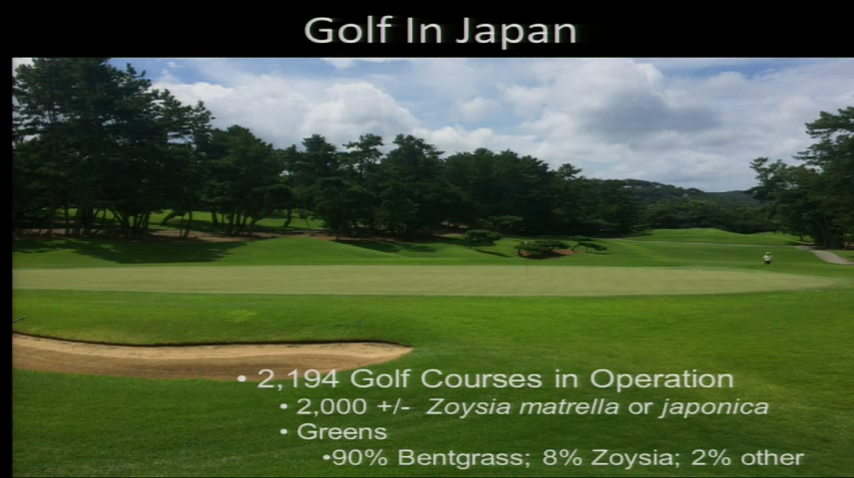 Golf In Japan
• 2,194 Golf Courses in Operation
• 2,000 +/- Zoysia matrella or japonica
• Greens
•90% Bentgrass; 8% Zoysia; 2% other